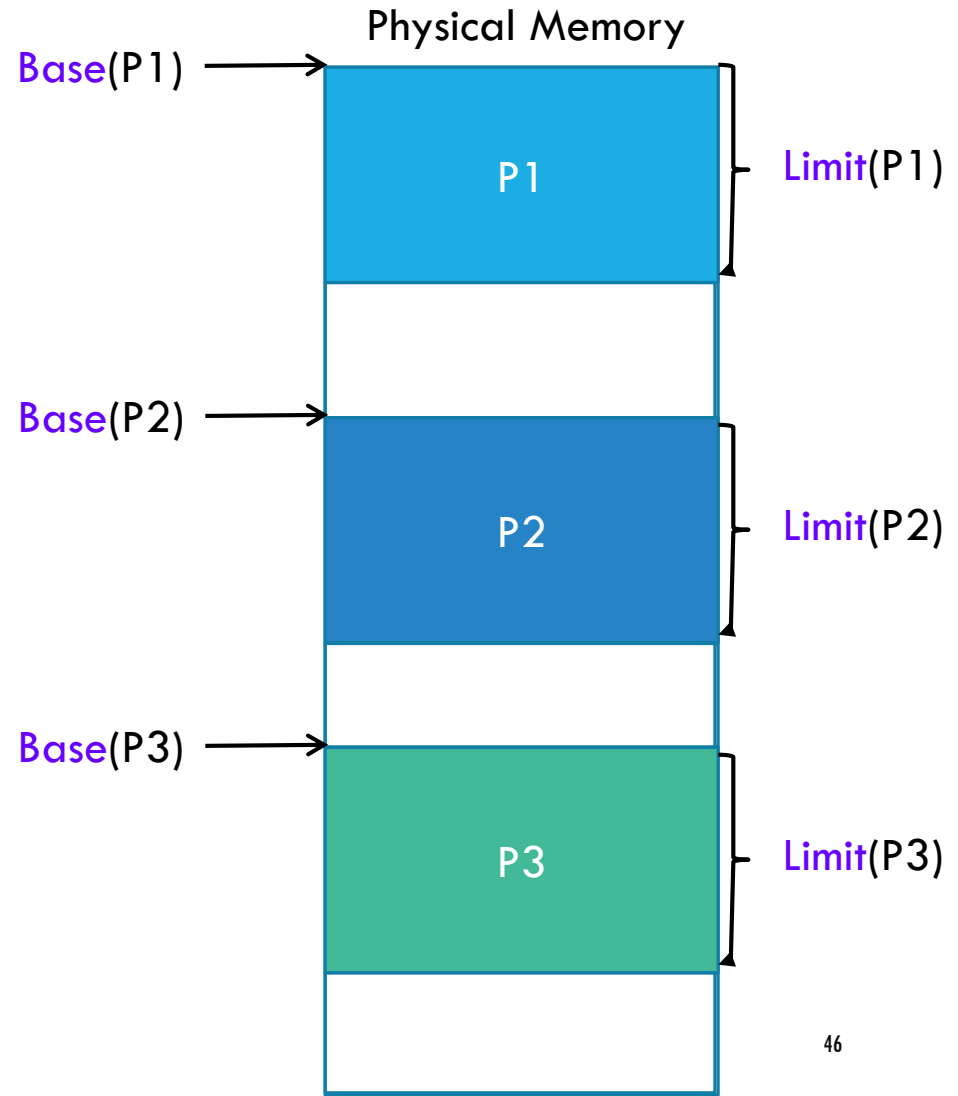 Physical Memory
Base(P1)
P1
Limit(P1)
Base(P2)
P2
Limit(P2)
Base(P3)
P3
Limit(P3)
46